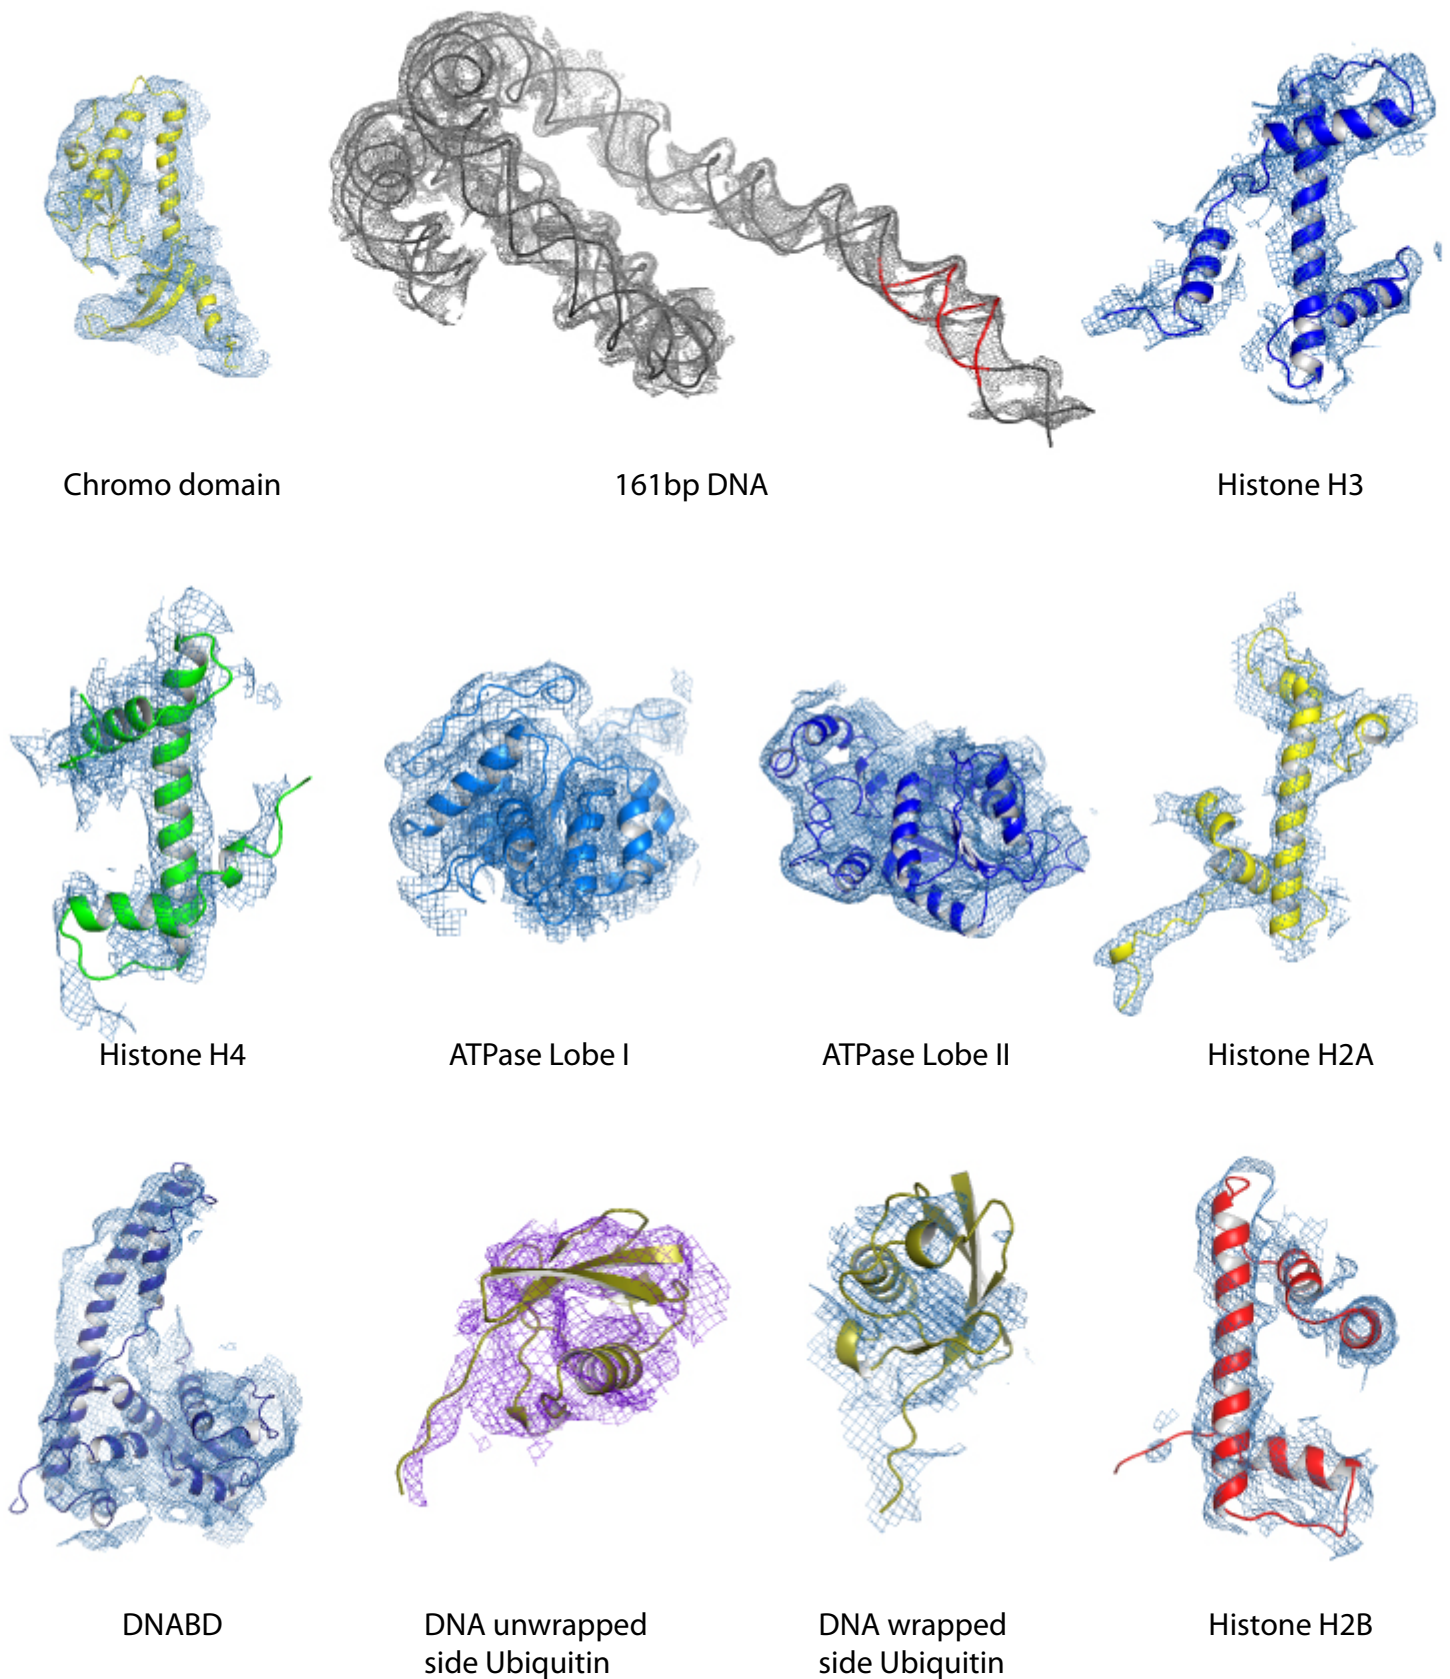 Chromo domain
161bp DNA
Histone H3
Histone H4
ATPase Lobe I
ATPase Lobe II
Histone H2A
DNABD
DNA unwrapped
side Ubiquitin
DNA wrapped
side Ubiquitin
Histone H2B